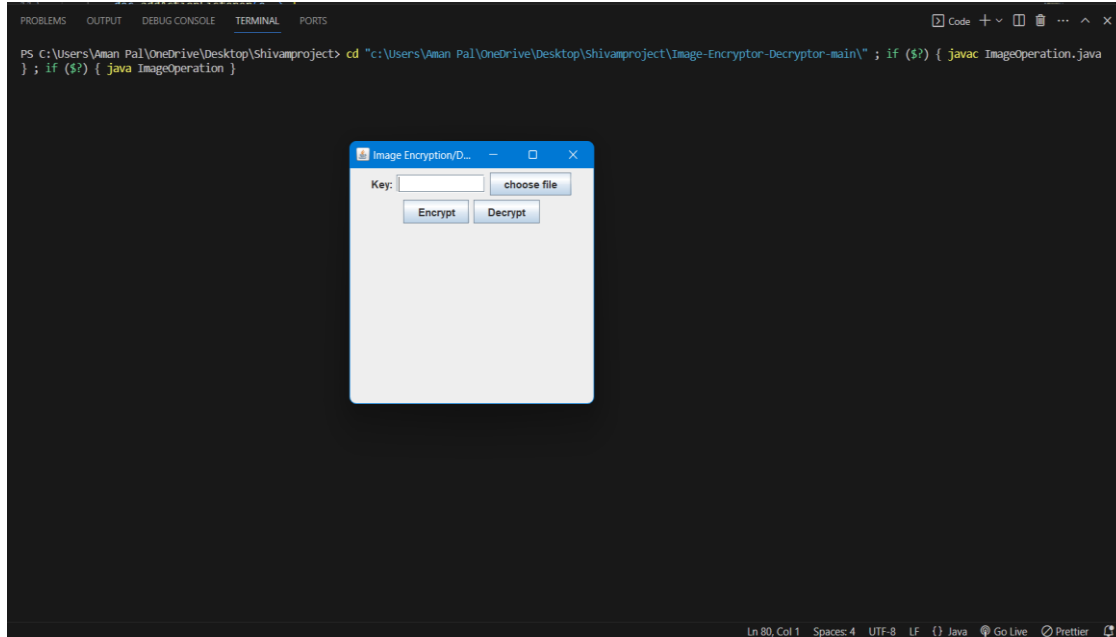 PROBLEMS OUTPUT DEBUG CONSOLE TERMINAL PORTS
Code
PS C:\Users\Aman Pal\OneDrive\Desktop\Shivamproject> cd "c:\Users\Aman Pal\OneDrive\Desktop\Shivamproject\Image-Encryptor-Decryptor-main\" ; if ($?) { javac ImageOperation.java
} ; if ($?) { java ImageOperation }
Image Encryption/D...
Key: choose file
Encrypt Decrypt
Ln 80, Col 1 Spaces: 4 UTF-8 LF {} Java Go Live Prettier